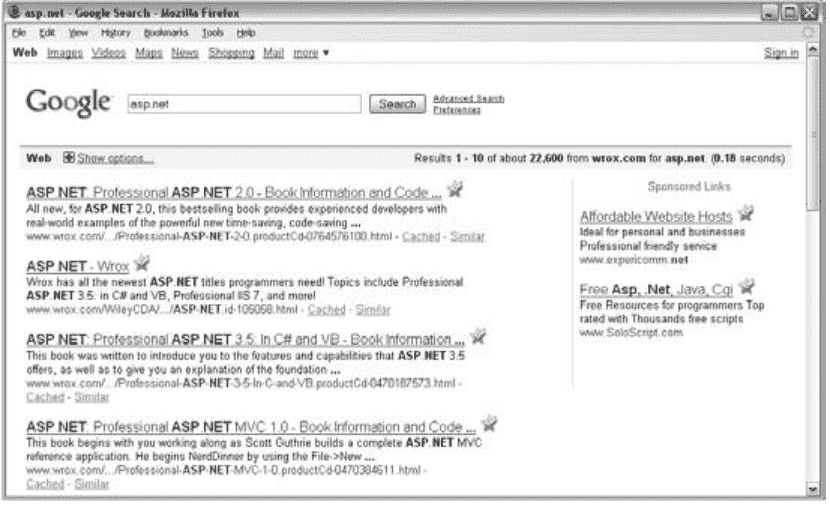 asp.net - Google Search - Mozilla Firefox
File Edit View History Bookmarks Tools Help
Web Images Videos Maps News Shopping Mail more ▼ Sign in
Google asp.net Search Advanced Search
Preferences
Web Show options... Results 1 - 10 of about 22,600 from wrox.com for asp.net. (0.18 seconds)
ASP.NET: Professional ASP.NET 2.0 - Book Information and Code ...
All new, for ASP.NET 2.0, this bestselling book provides experienced developers with
real-world examples of the powerful new time-saving, code-saving ...
www.wrox.com/.../Professional-ASP-NET-2-0.productCd-0764576100.html - Cached - Similar
ASP.NET - Wrox
Wrox has all the newest ASP.NET titles programmers need! Topics include Professional
ASP.NET 3.5: in C# and VB, Professional IIS 7, and more!
www.wrox.com/WileyCDA/.../ASP-NET.id-105058.html - Cached - Similar
ASP.NET: Professional ASP.NET 3.5: In C# and VB - Book Information ...
This book was written to introduce you to the features and capabilities that ASP.NET 3.5
offers, as well as to give you an explanation of the foundation ...
www.wrox.com/.../Professional-ASP-NET-3-5-In-C-and-VB.productCd-0470187573.html -
Cached - Similar
ASP.NET: Professional ASP.NET MVC 1.0 - Book Information and Code ...
This book begins with you working along as Scott Guthrie builds a complete ASP.NET MVC
reference application. He begins NerdDinner by using the File->New ...
www.wrox.com/.../Professional-ASP-NET-MVC-1-0.productCd-0470384611.html -
Cached - Similar
Sponsored Links
Affordable Website Hosts
Ideal for personal and businesses
Professional friendly service
www.expericomm.net
Free Asp, .Net, Java, Cgi
Free Resources for programmers Top
rated with Thousands free scripts
www.SoloScript.com